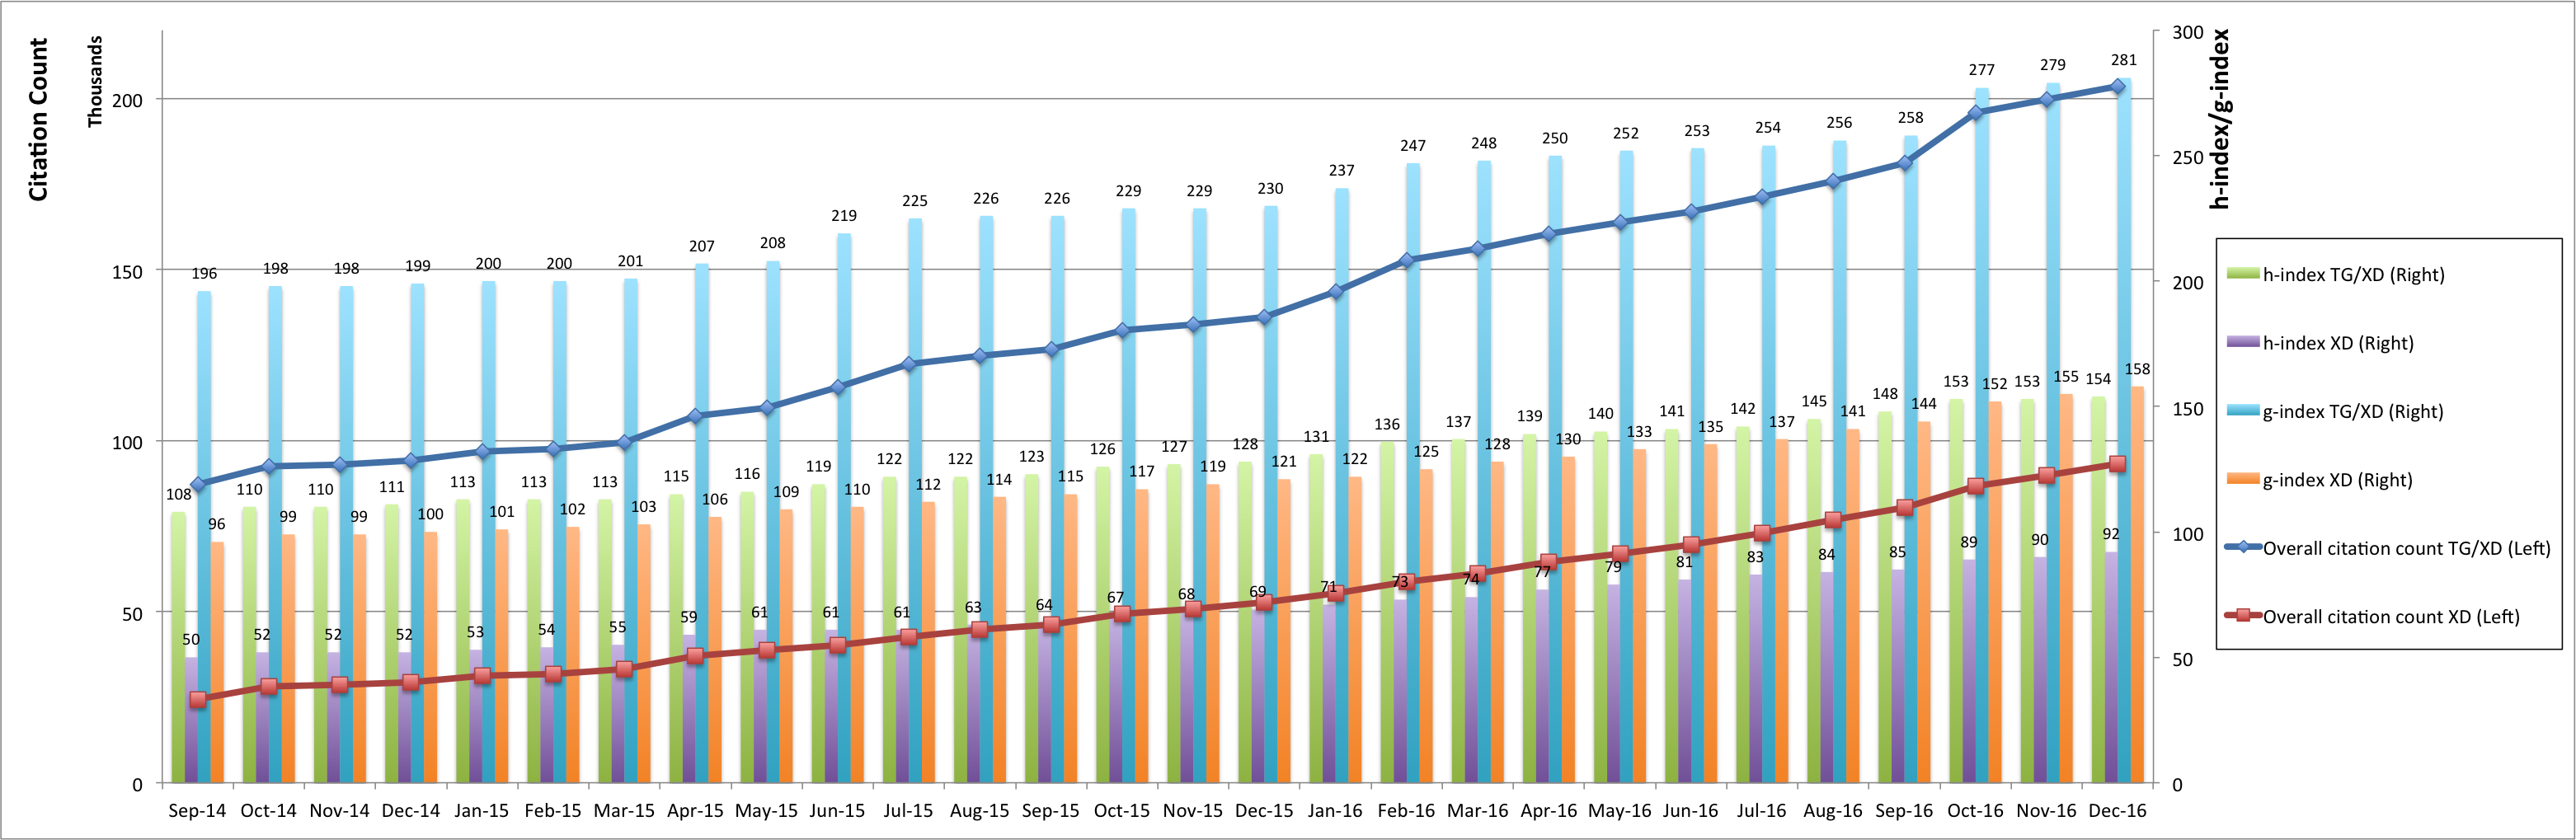 Citation Count
Thousands
200
150
100
50
0
300
250
200
150
100
50
0
h-index/g-index
196 198 198 199 200 200 201 207 208 219 225 226 226 229 229 230 237 247 248 250 252 253 254 256 258 277 279 281
108 110 110 111 113 113 113 115 116 119 122 122 123 126 127 128 131 136 137 139 140 141 142 145 148 153 153 154
96 99 99 100 101 102 103 106 109 110 112 114 115 117 119 121 122 125 128 130 133 135 137 141 144 152 155 158
50 52 52 52 53 54 55 59 61 61 61 63 64 67 68 69 71 73 74 77 79 81 83 84 85 89 90 92
Sep-14 Oct-14 Nov-14 Dec-14 Jan-15 Feb-15 Mar-15 Apr-15 May-15 Jun-15 Jul-15 Aug-15 Sep-15 Oct-15 Nov-15 Dec-15 Jan-16 Feb-16 Mar-16 Apr-16 May-16 Jun-16 Jul-16 Aug-16 Sep-16 Oct-16 Nov-16 Dec-16
h-index TG/XD (Right)
h-index XD (Right)
g-index TG/XD (Right)
g-index XD (Right)
Overall citation count TG/XD (Left)
Overall citation count XD (Left)